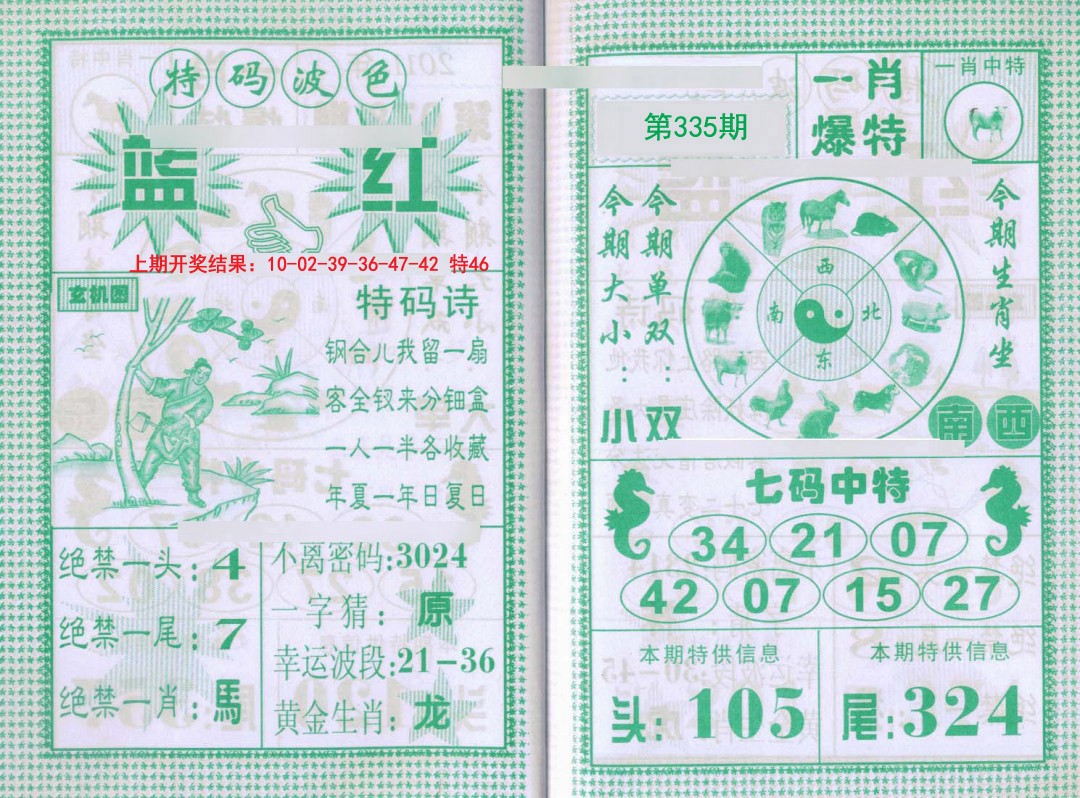 特码波色
蓝 红
上期开奖结果：10-02-39-36-47-42 特46
玄机图
特码诗
钢合儿我留一扇
客全钗来分钿盒
一人一半各收藏
年夏一年日复日
绝禁一头：4
绝禁一尾：7
绝禁一肖：馬
不离密码:3024
一字猜：原
幸运波段:21-36
黄金生肖：龙
第335期
一肖
爆特
一肖中特
今期大小：小
今期单双：双
西
南 北
东
今期生肖坐
南 西
七码中特
34 21 07
42 07 15 27
本期特供信息
头：105
本期特供信息
尾：324